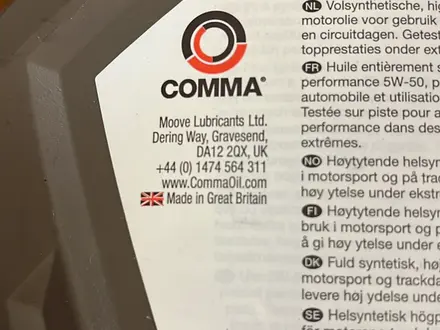 COMMA®
Moove Lubricants Ltd.
Dering Way, Gravesend,
DA12 2QX, UK
+44 (0) 1474 564 311
www.CommaOil.com
Made in Great Britain
NL Volsynthetische, hig
motorolie voor gebruik
en circuitdagen. Getest
topprestaties onder ext
FR Huile entièrement s
performance 5W-50, p
automobile et utilisation
Testée sur piste pour a
performance dans des
extrêmes.
NO Høytytende helsyn
i motorsport og på track
høy ytelse under ekstr
FI Høytytende helsyn
bruk i motorsport og p
å gi høy ytelse under e
DK Fuld syntetisk, høj
motorsport og trackda
levere høj ydelse under
SE Helsyntetisk högp